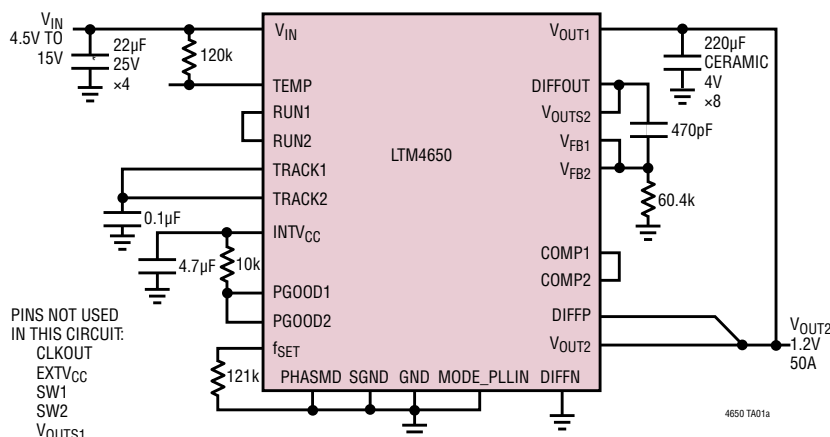 VIN
4.5V TO
15V
22µF
25V
×4
120k
VIN
TEMP
RUN1
RUN2
TRACK1
TRACK2
0.1µF
INTVCC
4.7µF
10k
PGOOD1
PGOOD2
fSET
121k
PHASMD SGND GND MODE_PLLIN DIFFN
LTM4650
VOUT1
DIFFOUT
VOUTS2
VFB1
VFB2
COMP1
COMP2
DIFFP
VOUT2
220µF
CERAMIC
4V
×8
470pF
60.4k
VOUT2
1.2V
50A
PINS NOT USED
IN THIS CIRCUIT:
CLKOUT
EXTVCC
SW1
SW2
VOUTS1
4650 TA01a